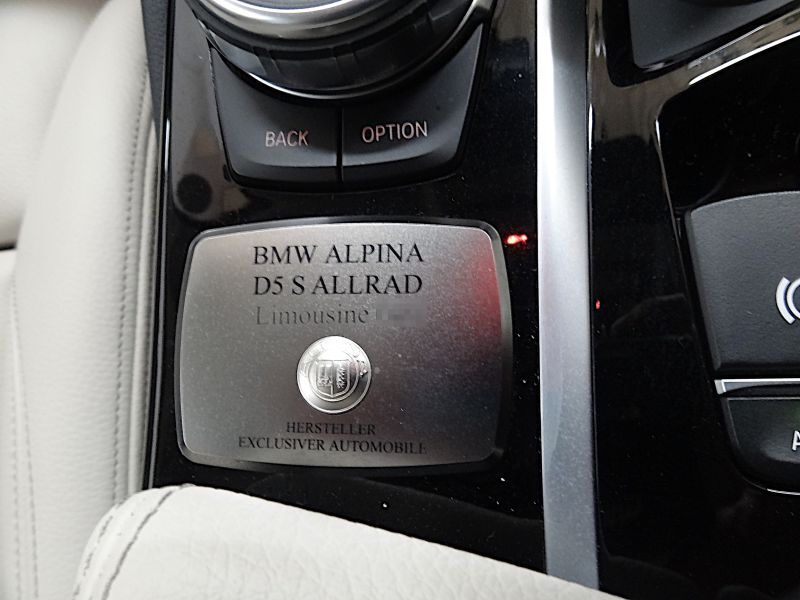 BACK OPTION
BMW ALPINA
D5 S ALLRAD
Limousine
HERSTELLER
EXCLUSIVER AUTOMOBILE
A